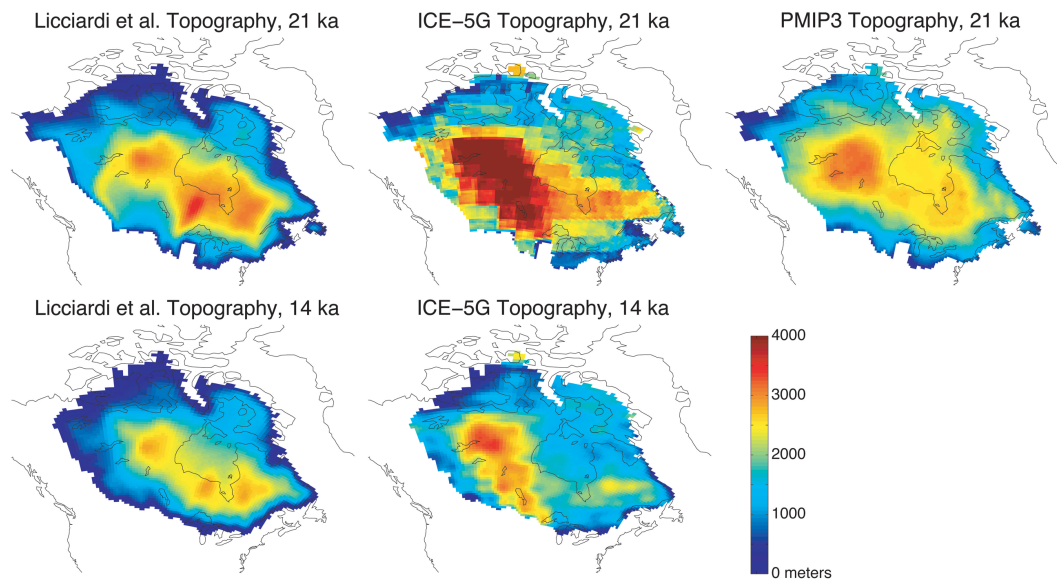 Licciardi et al. Topography, 21 ka
ICE-5G Topography, 21 ka
PMIP3 Topography, 21 ka
Licciardi et al. Topography, 14 ka
ICE-5G Topography, 14 ka
4000
3000
2000
1000
0 meters